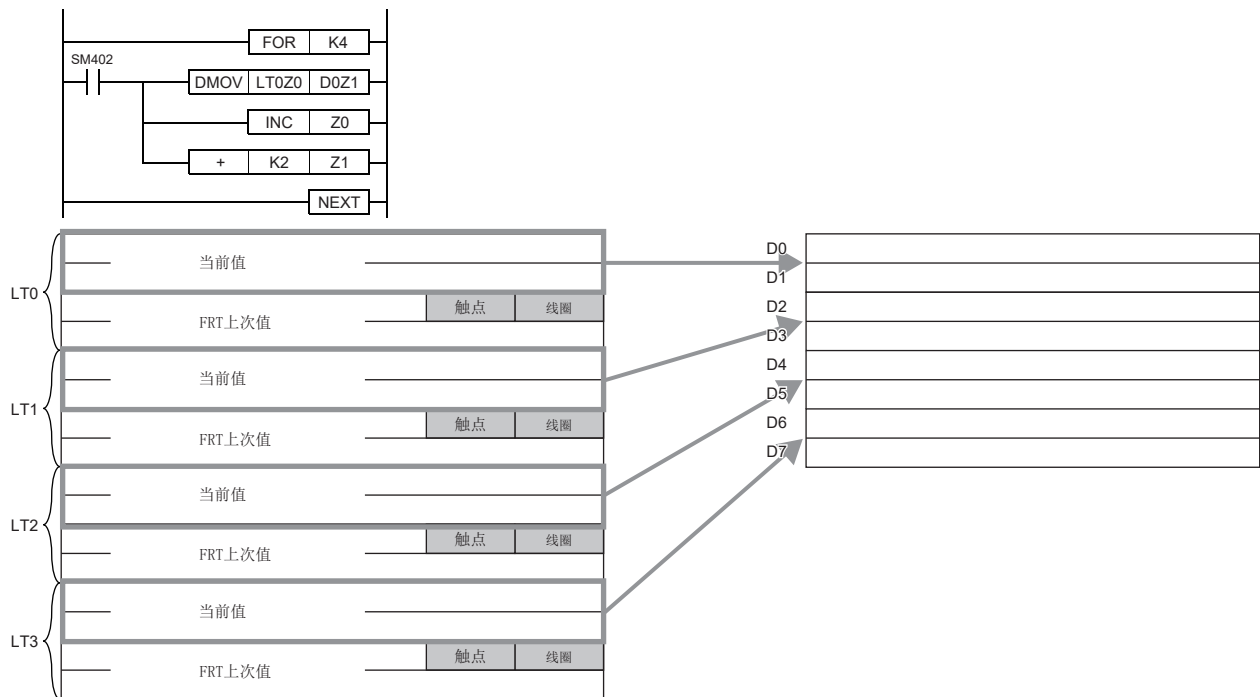 FOR K4
SM402
DMOV LT0Z0 D0Z1
INC Z0
+ K2 Z1
NEXT
LT0
当前值
触点 线圈
FRT上次值
LT1
当前值
触点 线圈
FRT上次值
LT2
当前值
触点 线圈
FRT上次值
LT3
当前值
触点 线圈
FRT上次值
D0
D1
D2
D3
D4
D5
D6
D7